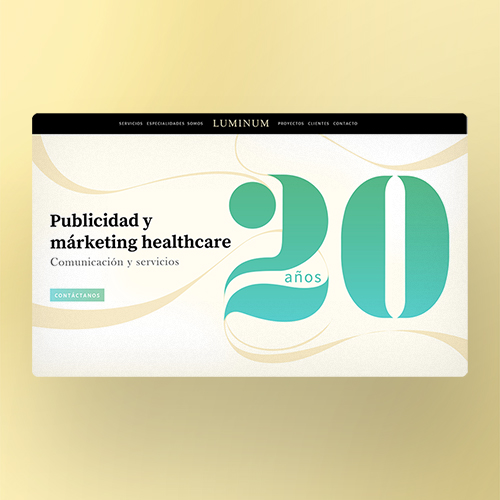 SERVICIOS ESPECIALIDADES SOMOS LUMINUM PROYECTOS CLIENTES CONTACTO
Publicidad y
márketing healthcare
Comunicación y servicios
CONTÁCTANOS
20
años